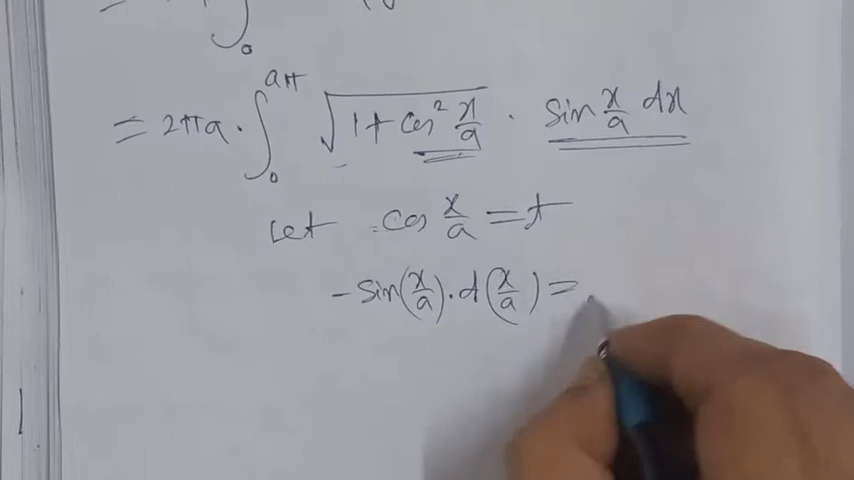 = 2πa · ∫₀^{aπ} √(1 + cos² x/a) · sin x/a dx
Let cos x/a = t
- sin(x/a) · d(x/a) =